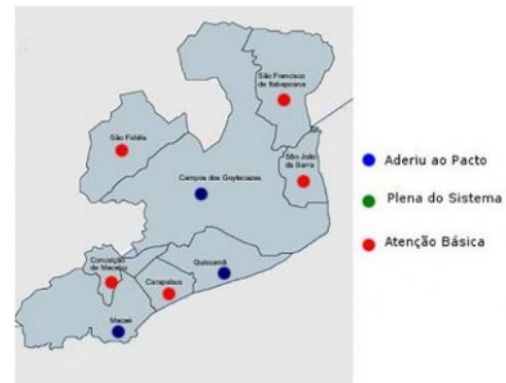 São Francisco
de Itabapoana
São Fidélis
São João
da Barra
Campos dos Goytacazes
Conceição
de Macabu
Quissamã
Carapebus
Macaé
Aderiu ao Pacto
Plena do Sistema
Atenção Básica